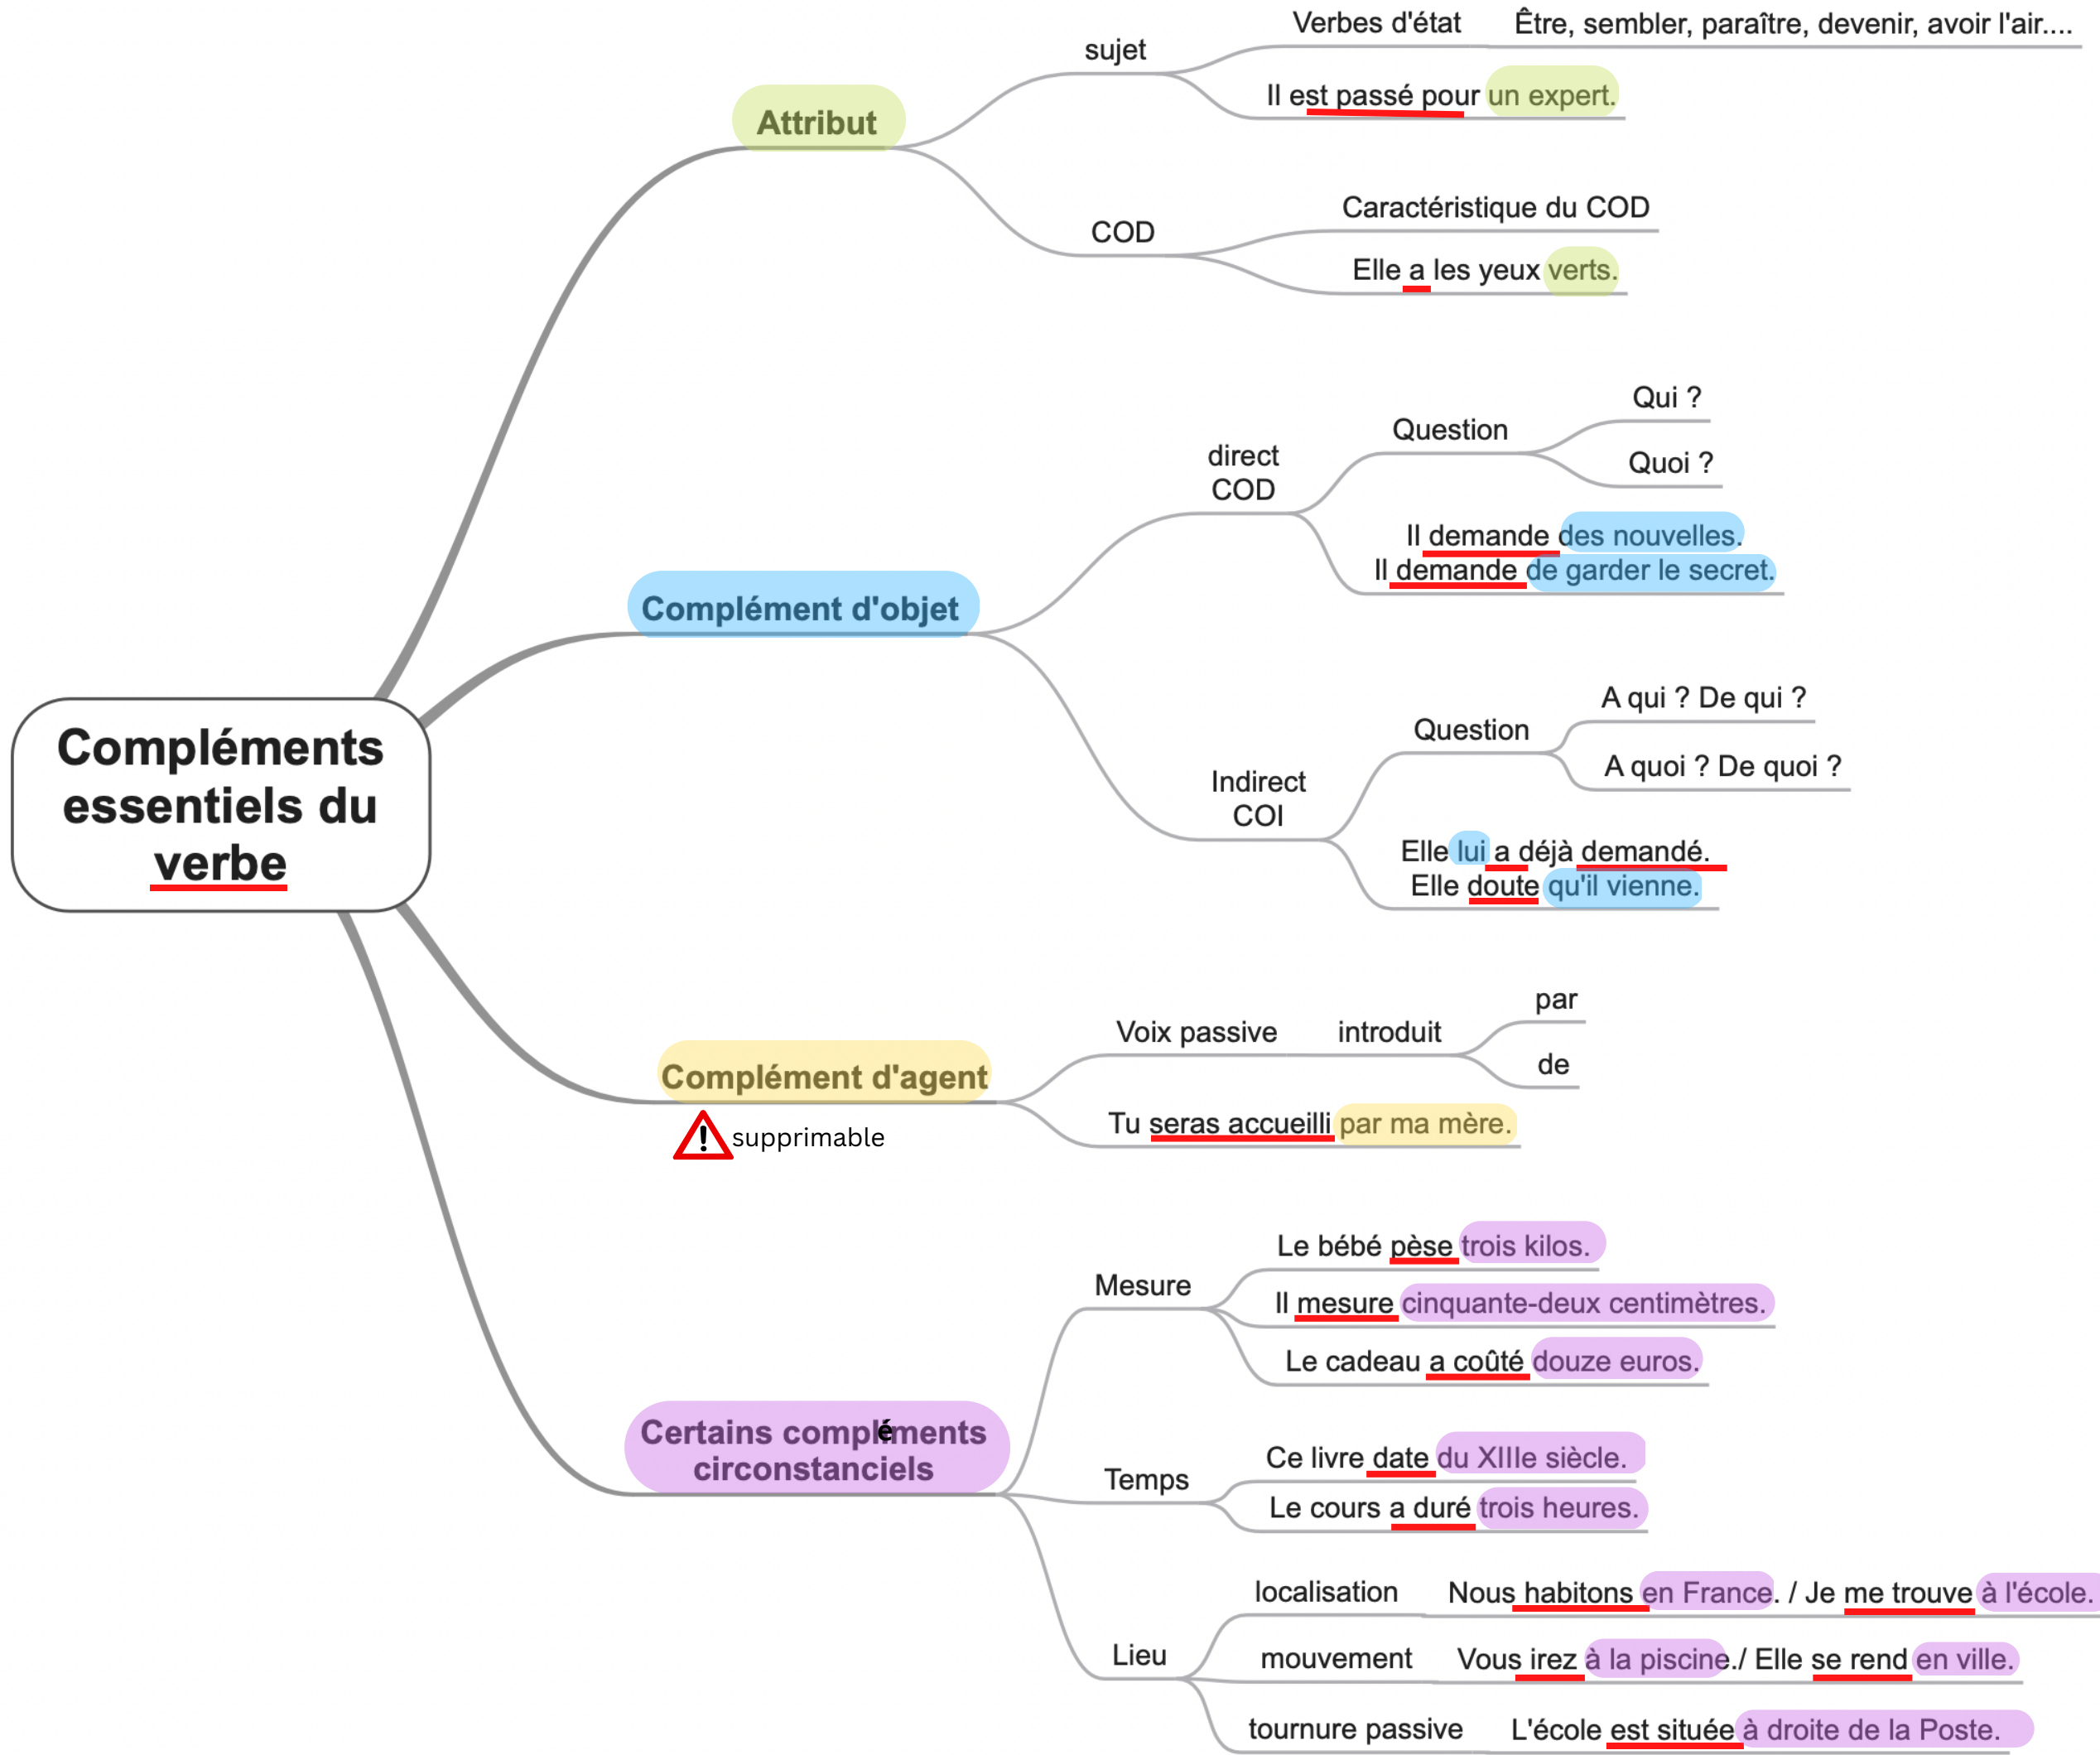 Compléments
essentiels du
verbe
Attribut
sujet
Verbes d'état
Être, sembler, paraître, devenir, avoir l'air....
Il est passé pour un expert.
COD
Caractéristique du COD
Elle a les yeux verts.
Complément d'objet
direct
COD
Question
Qui ?
Quoi ?
Il demande des nouvelles.
Il demande de garder le secret.
Indirect
COI
Question
A qui ? De qui ?
A quoi ? De quoi ?
Elle lui a déjà demandé.
Elle doute qu'il vienne.
Complément d'agent
! supprimable
Voix passive
introduit
par
de
Tu seras accueilli par ma mère.
Certains compléments
circonstanciels
Mesure
Le bébé pèse trois kilos.
Il mesure cinquante-deux centimètres.
Le cadeau a coûté douze euros.
Temps
Ce livre date du XIIIe siècle.
Le cours a duré trois heures.
Lieu
localisation
Nous habitons en France. / Je me trouve à l'école.
mouvement
Vous irez à la piscine./ Elle se rend en ville.
tournure passive
L'école est située à droite de la Poste.